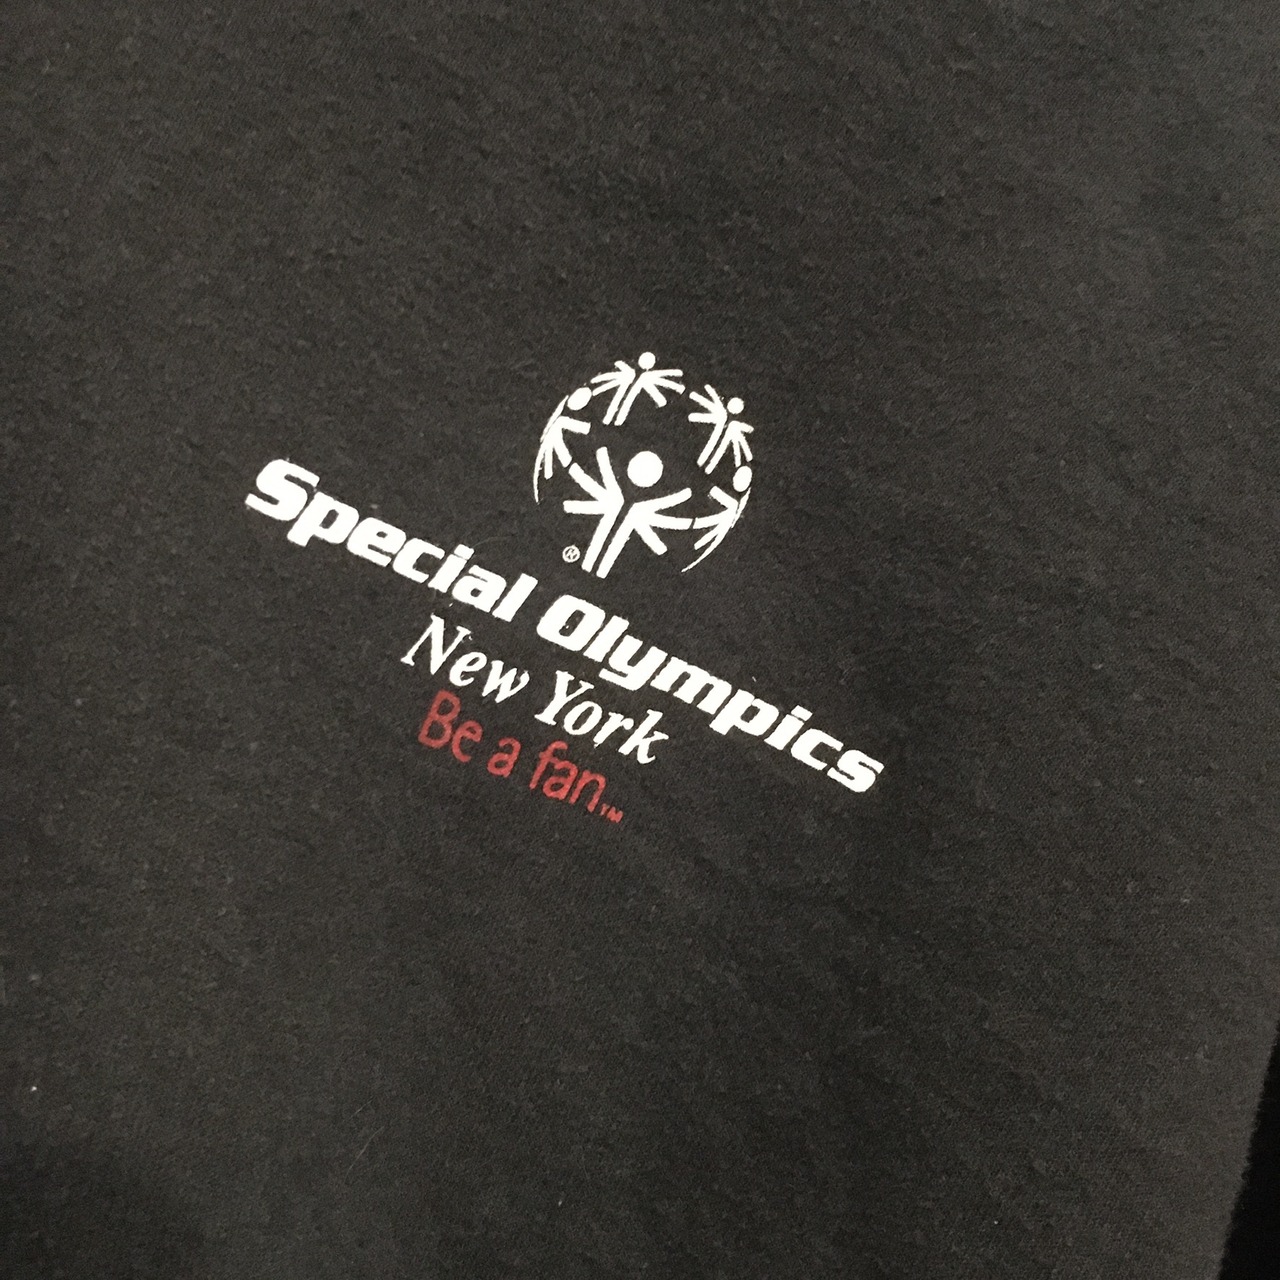 ®
Special Olympics
New York
Be a fan™